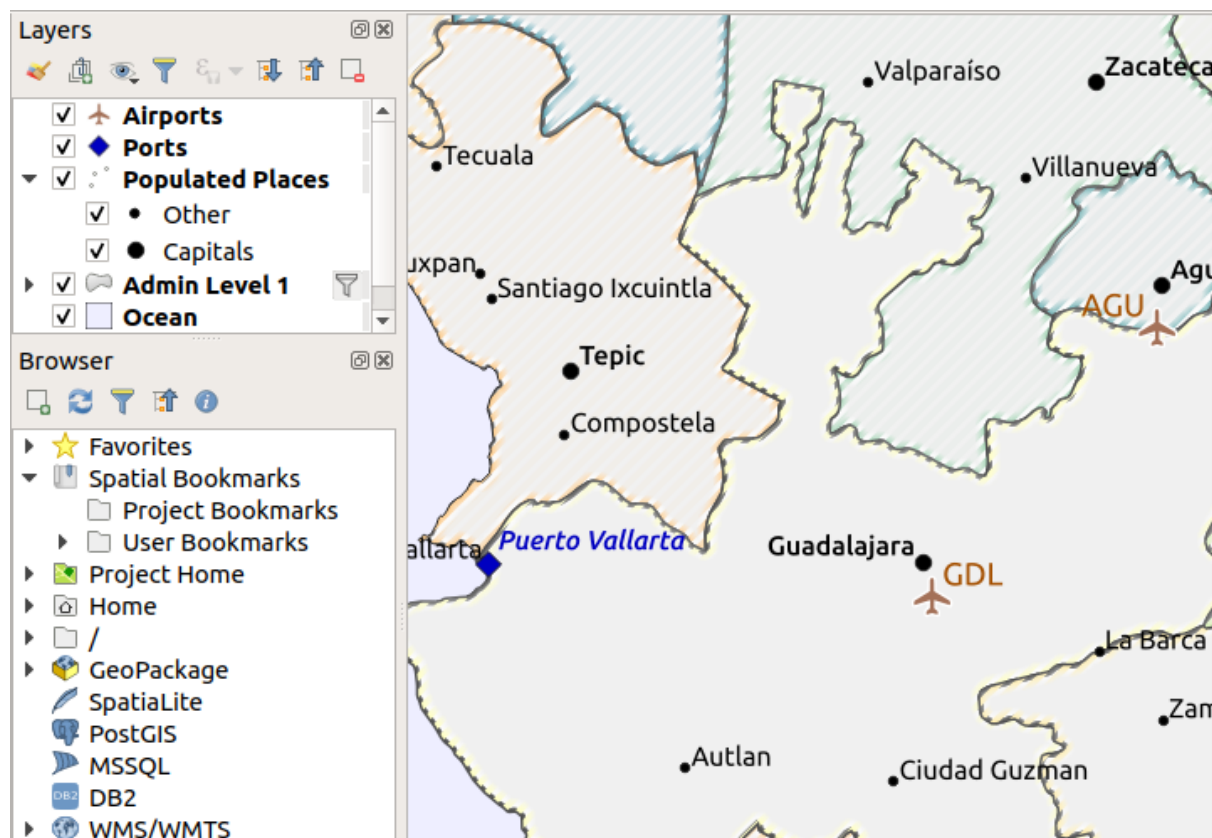 Layers
Airports
Ports
Populated Places
Other
Capitals
Admin Level 1
Ocean
Browser
Favorites
Spatial Bookmarks
Project Bookmarks
User Bookmarks
Project Home
Home
/
GeoPackage
SpatiaLite
PostGIS
MSSQL
DB2
DB2
WMS/WMTS
Valparaíso
Zacateca
Tecuala
Villanueva
uxpan
Santiago Ixcuintla
Agu
AGU
Tepic
Compostela
allarta
Puerto Vallarta
Guadalajara
GDL
La Barca
Zam
Autlan
Ciudad Guzman